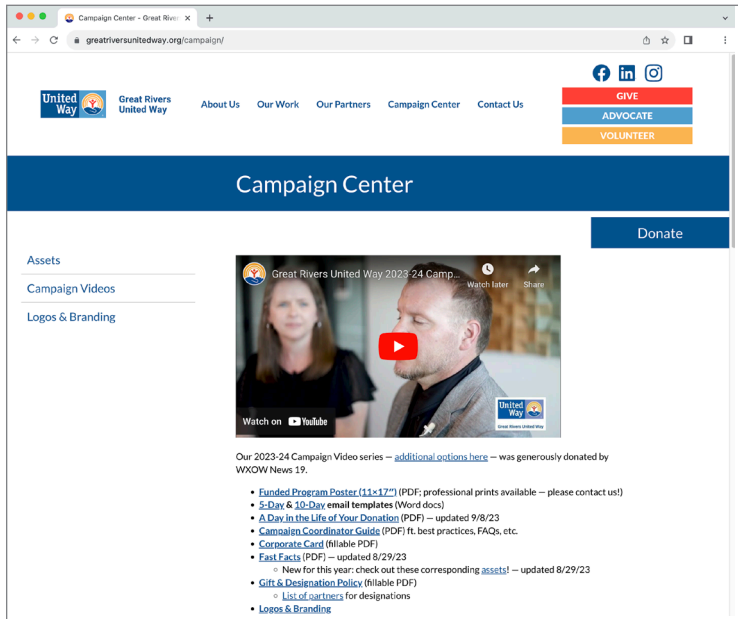 Campaign Center - Great River
greatriversunitedway.org/campaign/
United Way
Great Rivers
United Way
About Us
Our Work
Our Partners
Campaign Center
Contact Us
GIVE
ADVOCATE
VOLUNTEER
Campaign Center
Donate
Assets
Campaign Videos
Logos & Branding
Great Rivers United Way 2023-24 Camp...
Watch later
Share
United Way
Great Rivers United Way
Watch on YouTube
Our 2023-24 Campaign Video series — additional options here — was generously donated by
WXOW News 19.
• Funded Program Poster (11×17″) (PDF; professional prints available — please contact us!)
• 5-Day & 10-Day email templates (Word docs)
• A Day in the Life of Your Donation (PDF) — updated 9/8/23
• Campaign Coordinator Guide (PDF) ft. best practices, FAQs, etc.
• Corporate Card (fillable PDF)
• Fast Facts (PDF) — updated 8/29/23
◦ New for this year: check out these corresponding assets! — updated 8/29/23
• Gift & Designation Policy (fillable PDF)
◦ List of partners for designations
• Logos & Branding